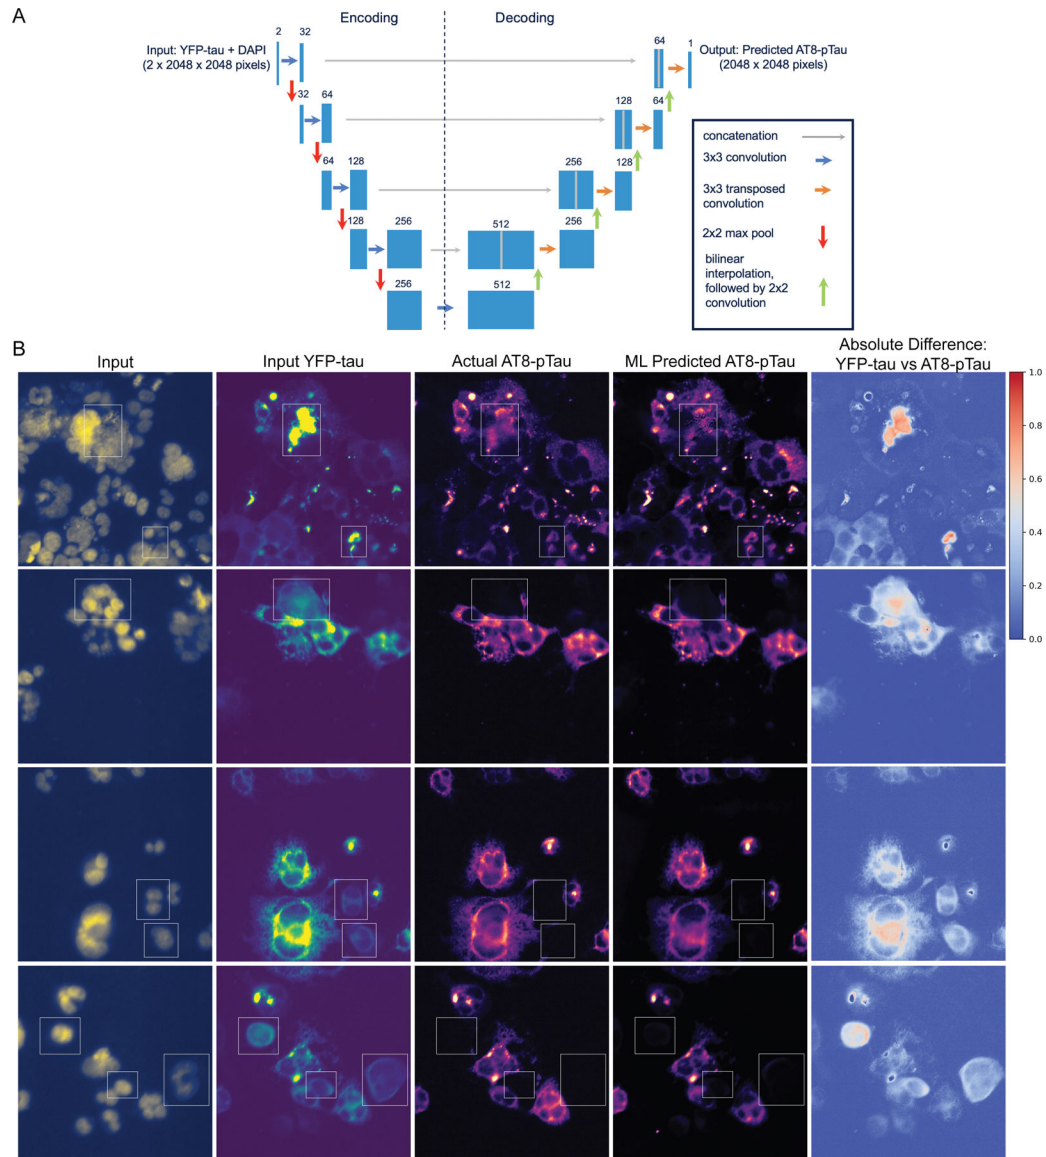 A
Encoding
Decoding
Input: YFP-tau + DAPI
(2 x 2048 x 2048 pixels)
2
32
64
1
Output: Predicted AT8-pTau
(2048 x 2048 pixels)
32
64
128
64
64
128
256
128
128
256
512
256
256
512
concatenation
3x3 convolution
3x3 transposed
convolution
2x2 max pool
bilinear
interpolation,
followed by 2x2
convolution
B
Input
Input YFP-tau
Actual AT8-pTau
ML Predicted AT8-pTau
Absolute Difference:
YFP-tau vs AT8-pTau
1.0
0.8
0.6
0.4
0.2
0.0